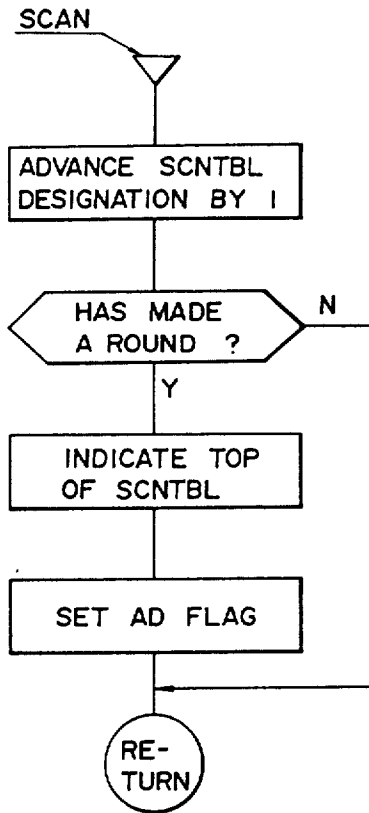 SCAN
ADVANCE SCNTBL
DESIGNATION BY 1
HAS MADE
A ROUND ?
N
Y
INDICATE TOP
OF SCNTBL
SET AD FLAG
RE-
TURN